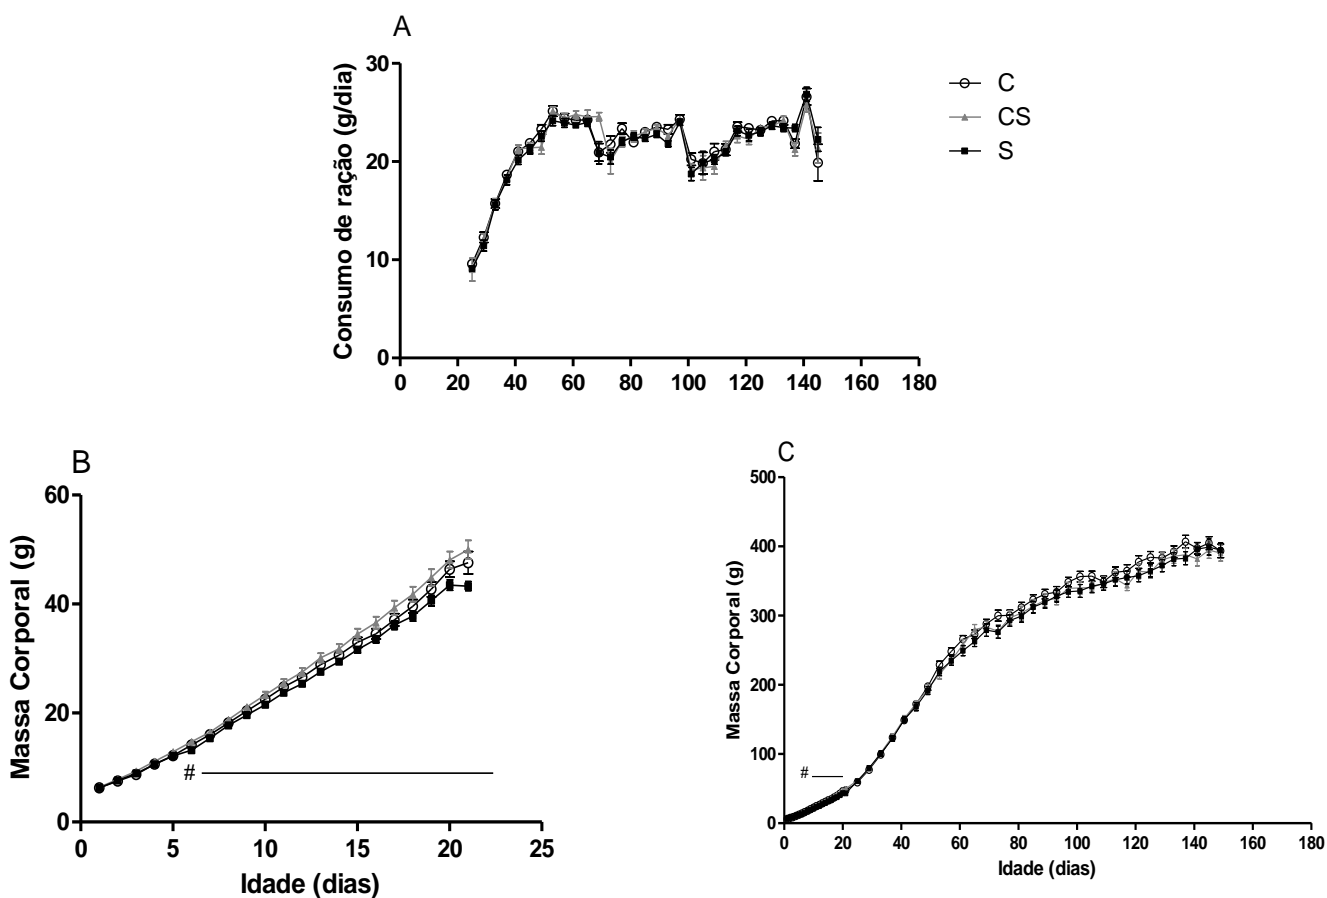 A
Consumo de ração (g/dia)
30
20
10
0
0 20 40 60 80 100 120 140 160 180
C
CS
S
B
Massa Corporal (g)
60
40
20
0
#
0 5 10 15 20 25
Idade (dias)
C
Massa Corporal (g)
500
400
300
200
100
0
#
0 20 40 60 80 100 120 140 160 180
Idade (dias)